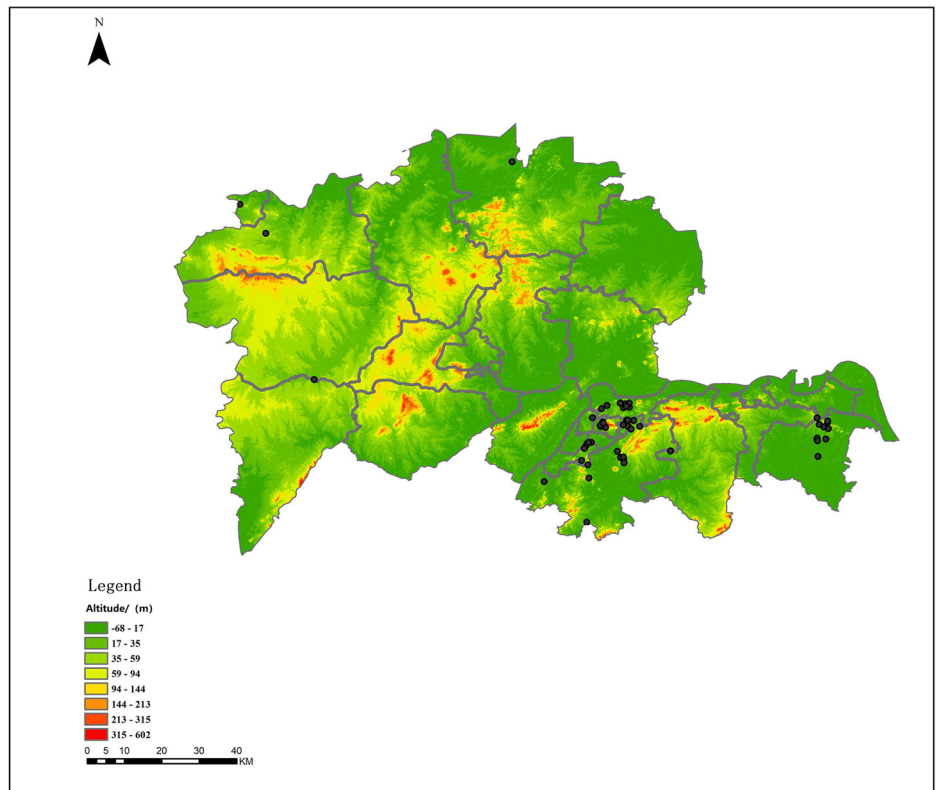 N
Legend
Altitude/ (m)
-68 - 17
17 - 35
35 - 59
59 - 94
94 - 144
144 - 213
213 - 315
315 - 602
0 5 10 20 30 40
KM